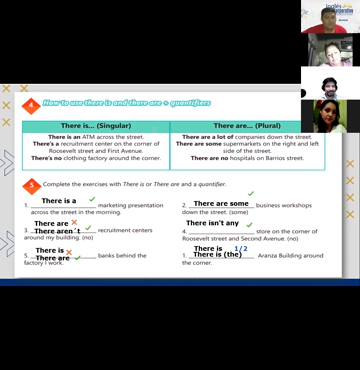 Inglés
4 How to use there is and there are + quantifiers
There is... (Singular) There are... (Plural)
There is an ATM across the street.
There's a recruitment center on the corner of
Roosevelt street and First Avenue.
There's no clothing factory around the corner.
There are a lot of companies down the street.
There are some supermarkets on the right and left
side of the street.
There are no hospitals on Barrios street.
5 Complete the exercises with There is or There are and a quantifier.
1. There is a marketing presentation
across the street in the morning.
2. There are some business workshops
down the street. (some)
There are
3. There aren´t recruitment centers
around my building. (no)
There isn't any
4. store on the corner of
Roosevelt street and Second Avenue. (no)
There is
5. There are banks behind the
factory I work.
There is 1/2
1. There is (the) Aranza Building around
the corner.